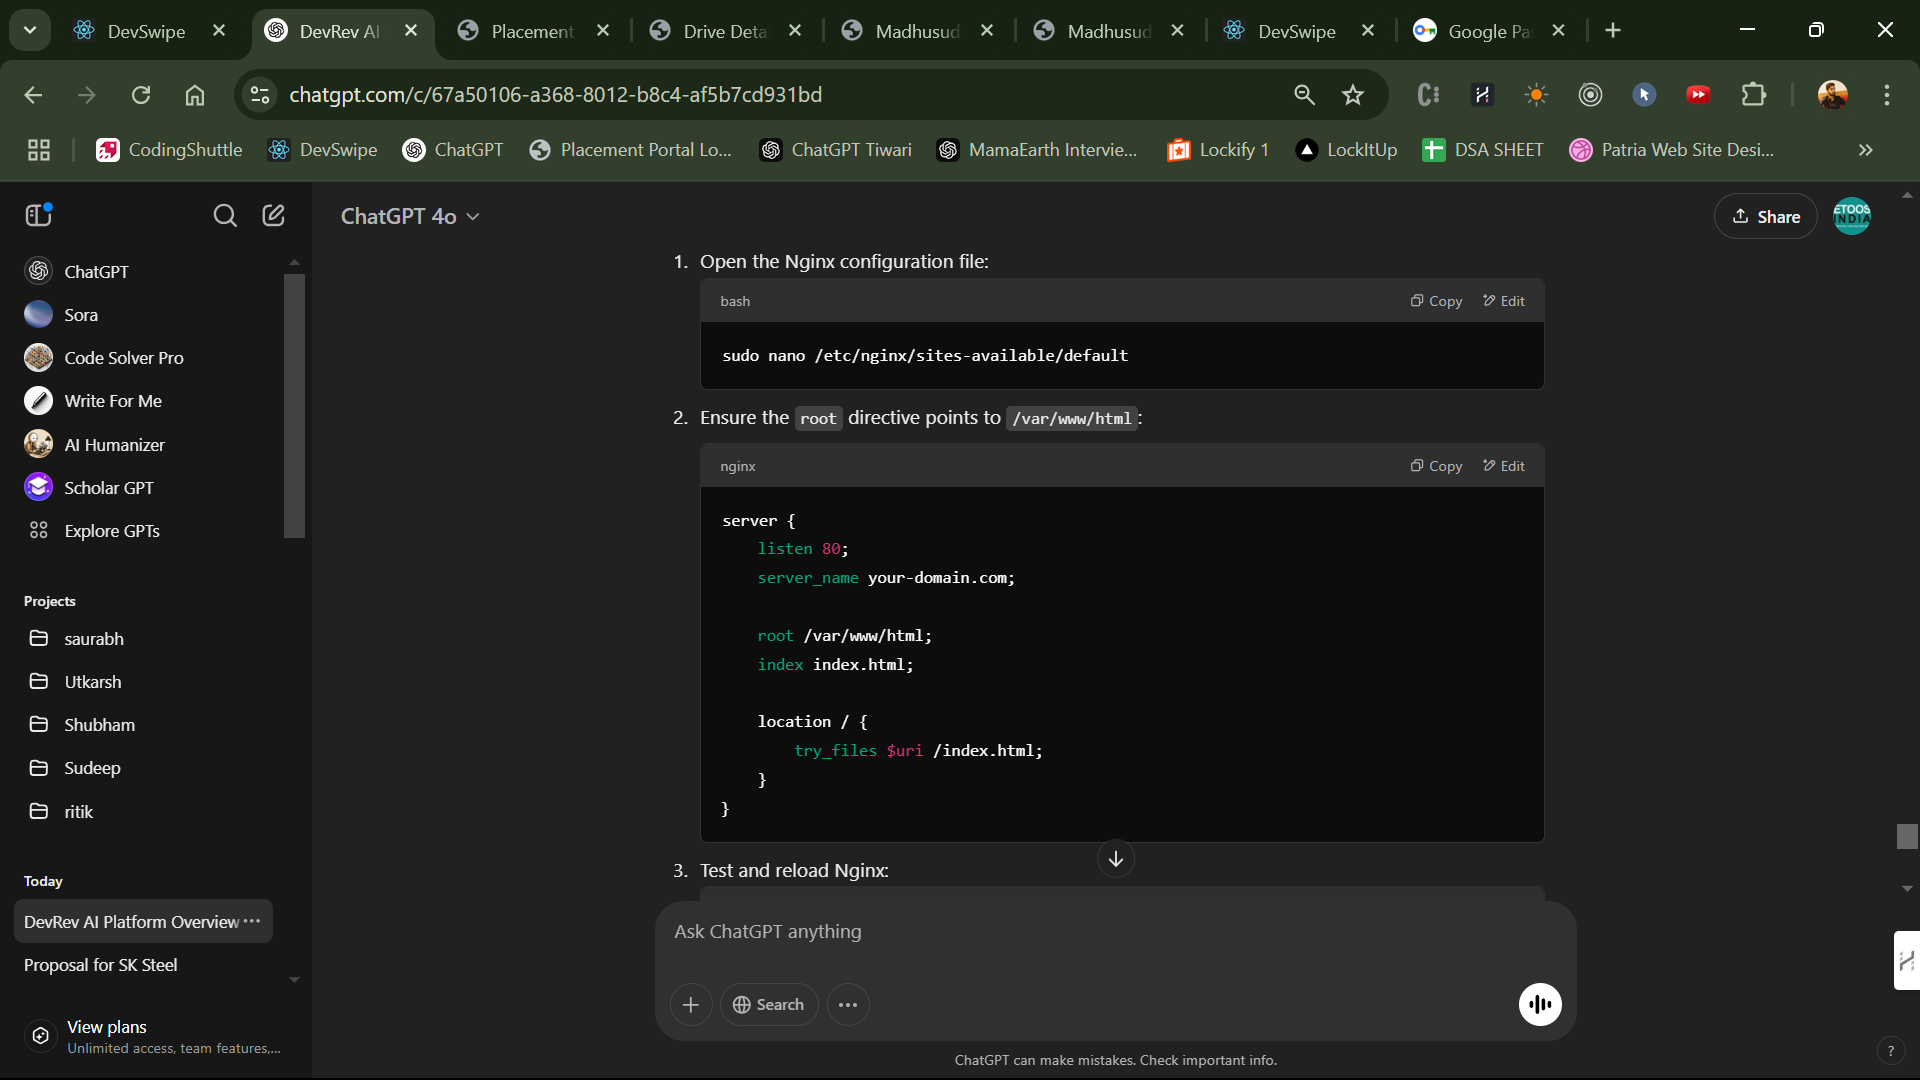 DevSwipe
DevRev AI
Placement
Drive Deta
Madhusud
Madhusud
DevSwipe
Google Pa
chatgpt.com/c/67a50106-a368-8012-b8c4-af5b7cd931bd
CodingShuttle
DevSwipe
ChatGPT
Placement Portal Lo...
ChatGPT Tiwari
MamaEarth Intervie...
Lockify 1
LockItUp
DSA SHEET
Patria Web Site Desi...
ChatGPT 4o
Share
ETOOS
INDIA
ChatGPT
Sora
Code Solver Pro
Write For Me
AI Humanizer
Scholar GPT
Explore GPTs
Projects
saurabh
Utkarsh
Shubham
Sudeep
ritik
Today
DevRev AI Platform Overview
Proposal for SK Steel
View plans
Unlimited access, team features,...
1. Open the Nginx configuration file:
bash
Copy
Edit
sudo nano /etc/nginx/sites-available/default
2. Ensure the root directive points to /var/www/html:
nginx
Copy
Edit
server {
listen 80;
server_name your-domain.com;
root /var/www/html;
index index.html;
location / {
try_files $uri /index.html;
}
}
3. Test and reload Nginx:
Ask ChatGPT anything
Search
ChatGPT can make mistakes. Check important info.
?